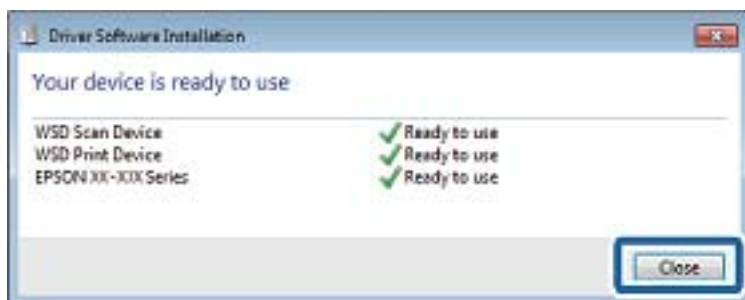 Driver Software Installation
Your device is ready to use
WSD Scan Device Ready to use
WSD Print Device Ready to use
EPSON XX-XXX Series Ready to use
Close